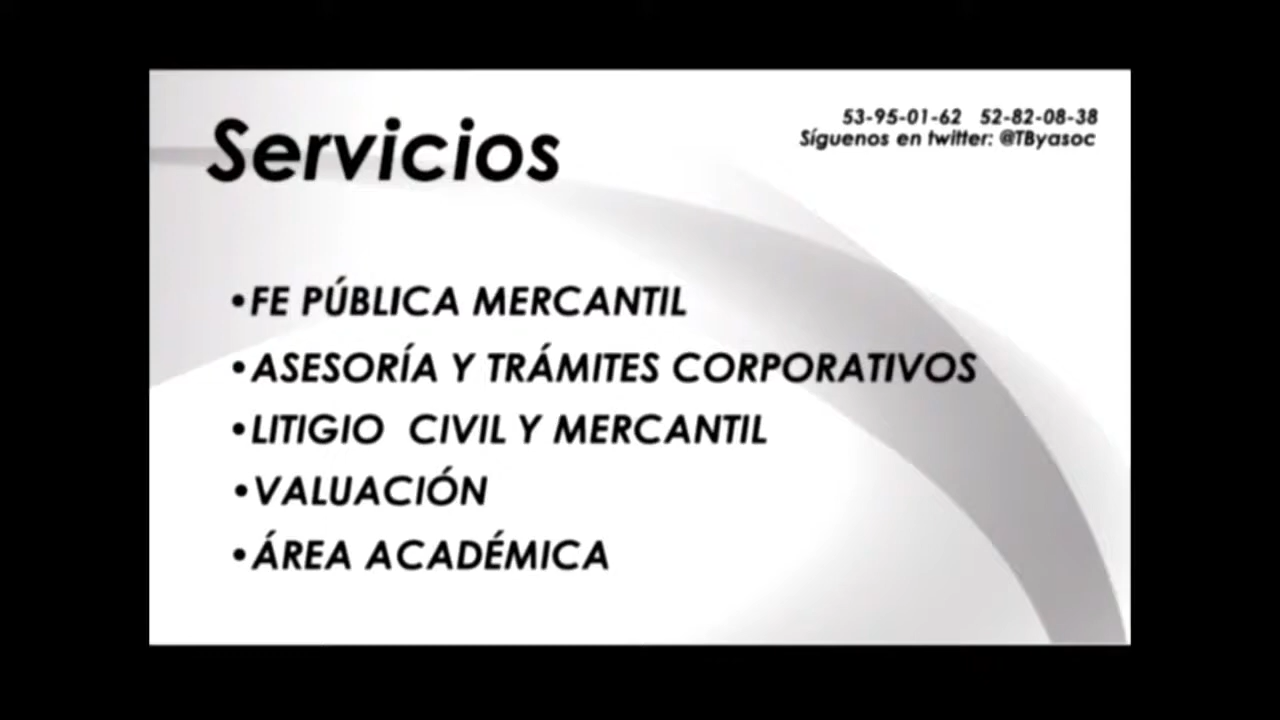 Servicios
53-95-01-62 52-82-08-38
Síguenos en twitter: @TByasoc
•FE PÚBLICA MERCANTIL
•ASESORÍA Y TRÁMITES CORPORATIVOS
•LITIGIO CIVIL Y MERCANTIL
•VALUACIÓN
•ÁREA ACADÉMICA